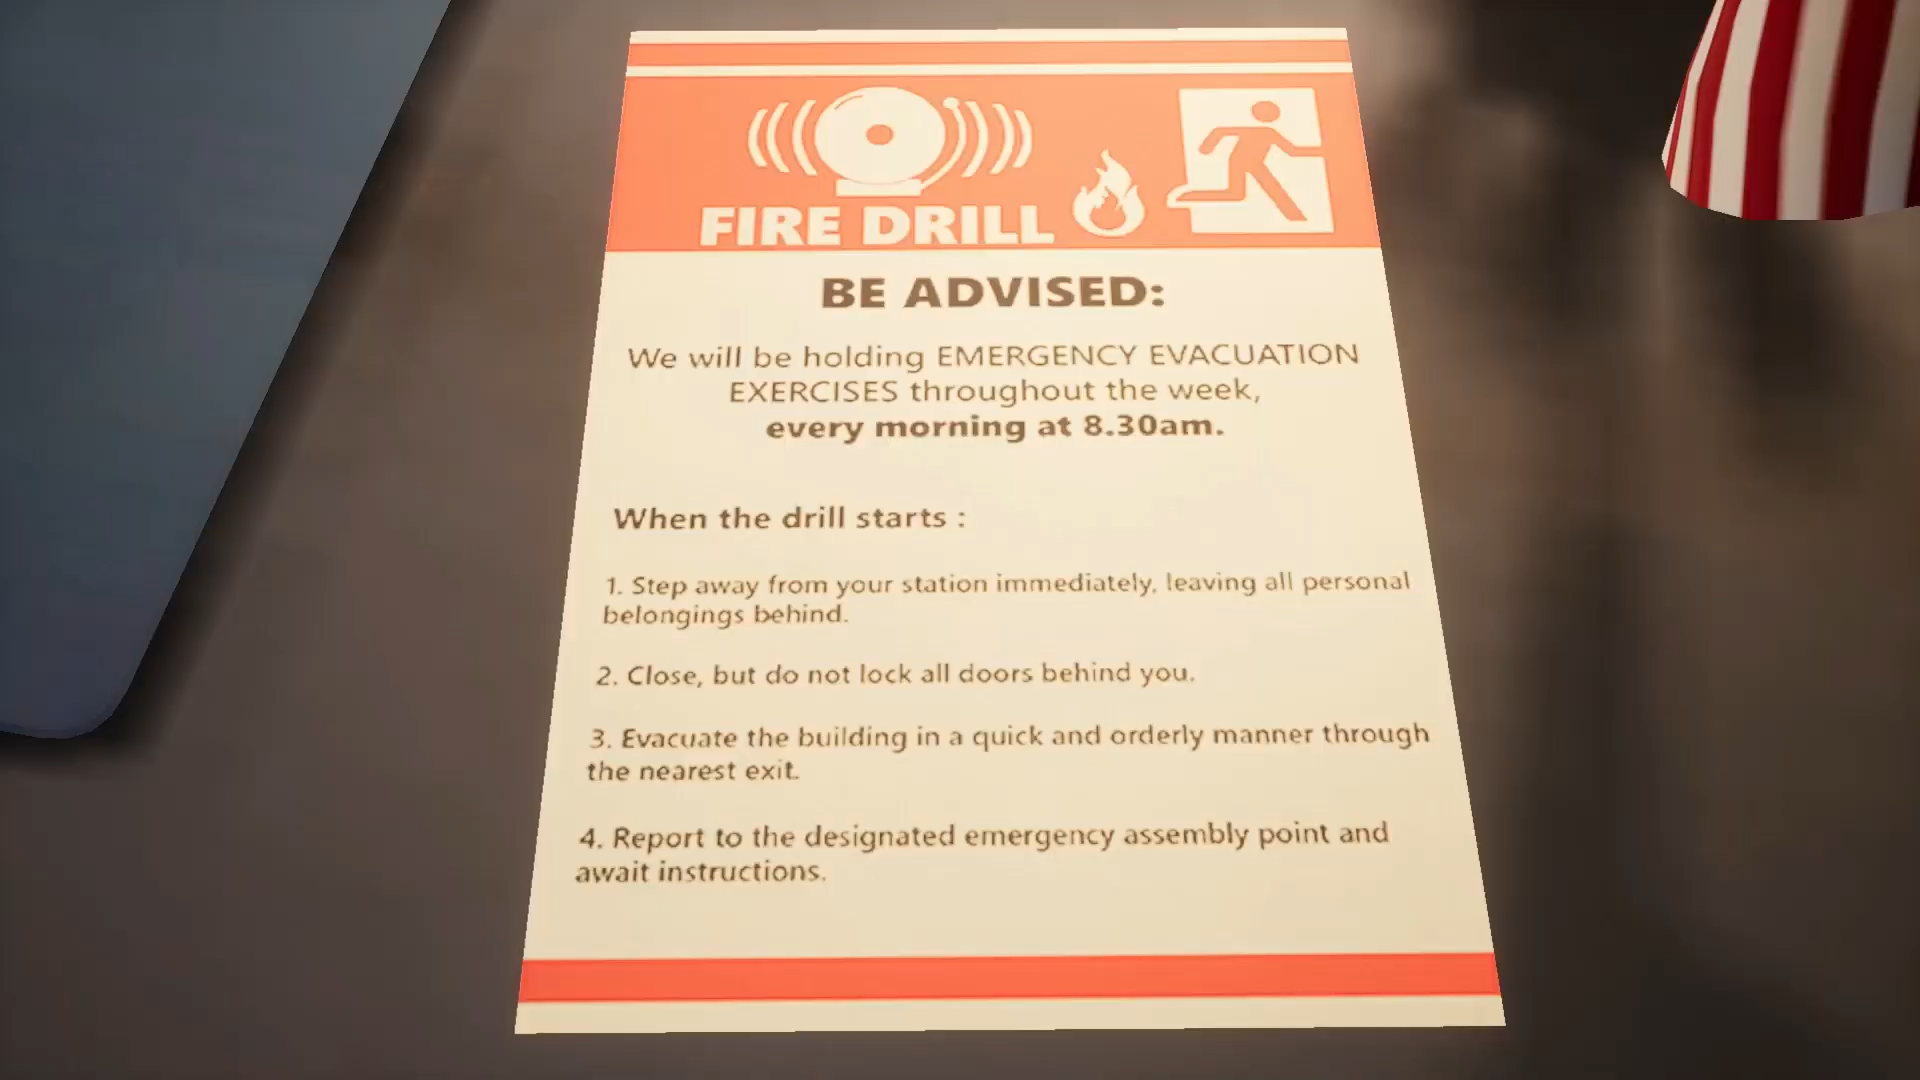 FIRE DRILL
BE ADVISED:
We will be holding EMERGENCY EVACUATION
EXERCISES throughout the week,
every morning at 8.30am.
When the drill starts :
1. Step away from your station immediately, leaving all personal
belongings behind.
2. Close, but do not lock all doors behind you.
3. Evacuate the building in a quick and orderly manner through
the nearest exit.
4. Report to the designated emergency assembly point and
await instructions.